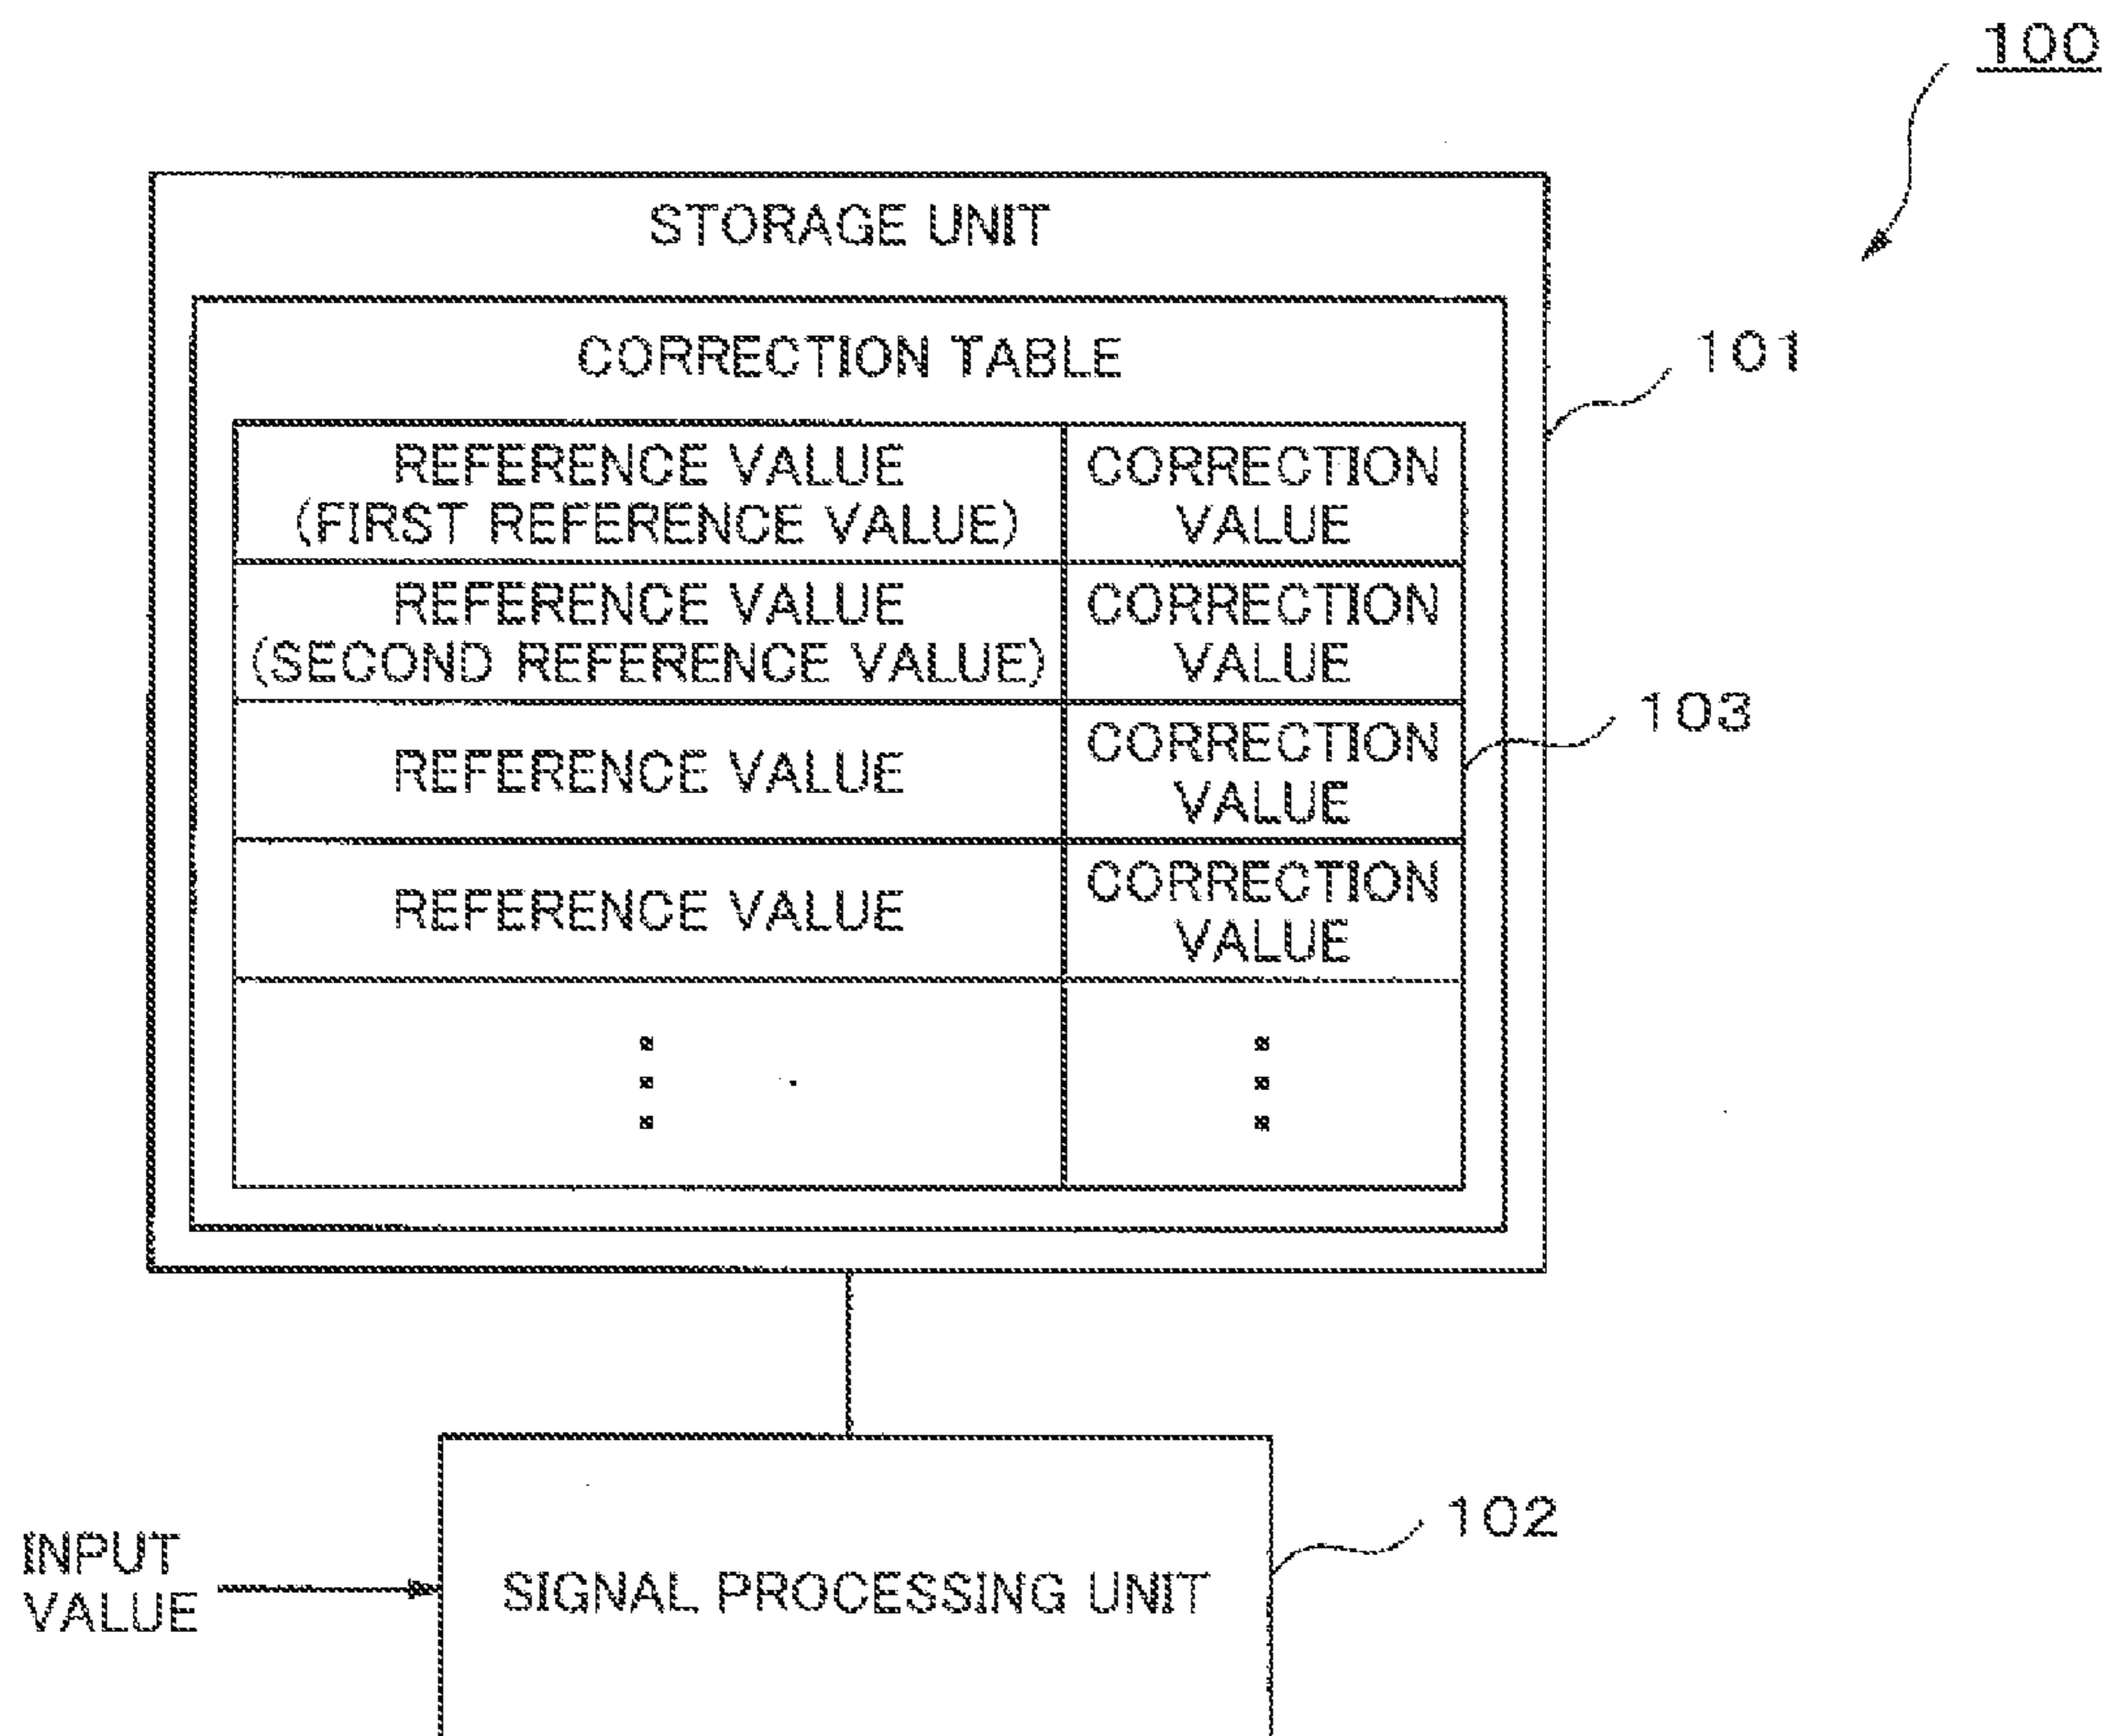 100
STORAGE UNIT
CORRECTION TABLE
101
REFERENCE VALUE
(FIRST REFERENCE VALUE)
CORRECTION
VALUE
REFERENCE VALUE
(SECOND REFERENCE VALUE)
CORRECTION
VALUE
103
REFERENCE VALUE
CORRECTION
VALUE
REFERENCE VALUE
CORRECTION
VALUE
INPUT
VALUE
SIGNAL PROCESSING UNIT
102